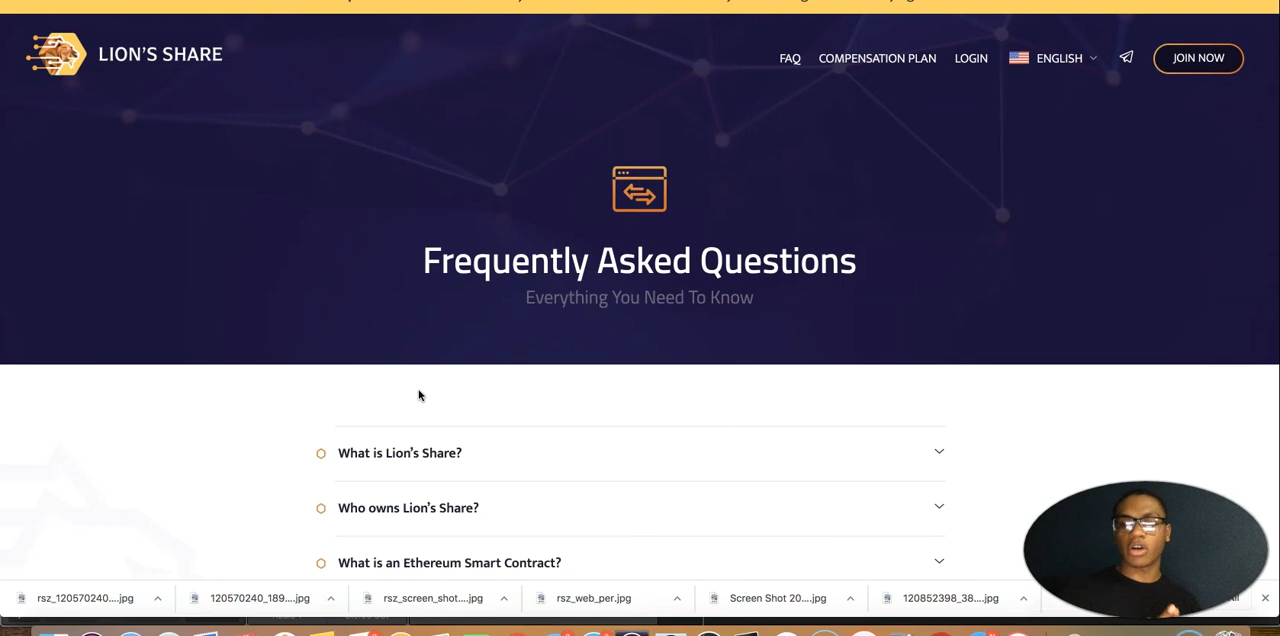 LION'S SHARE
FAQ
COMPENSATION PLAN
LOGIN
ENGLISH
JOIN NOW
Frequently Asked Questions
Everything You Need To Know
What is Lion's Share?
Who owns Lion's Share?
What is an Ethereum Smart Contract?
rsz_120570240....jpg
120570240_189....jpg
rsz_screen_shot....jpg
rsz_web_per.jpg
Screen Shot 20....jpg
120852398_38....jpg